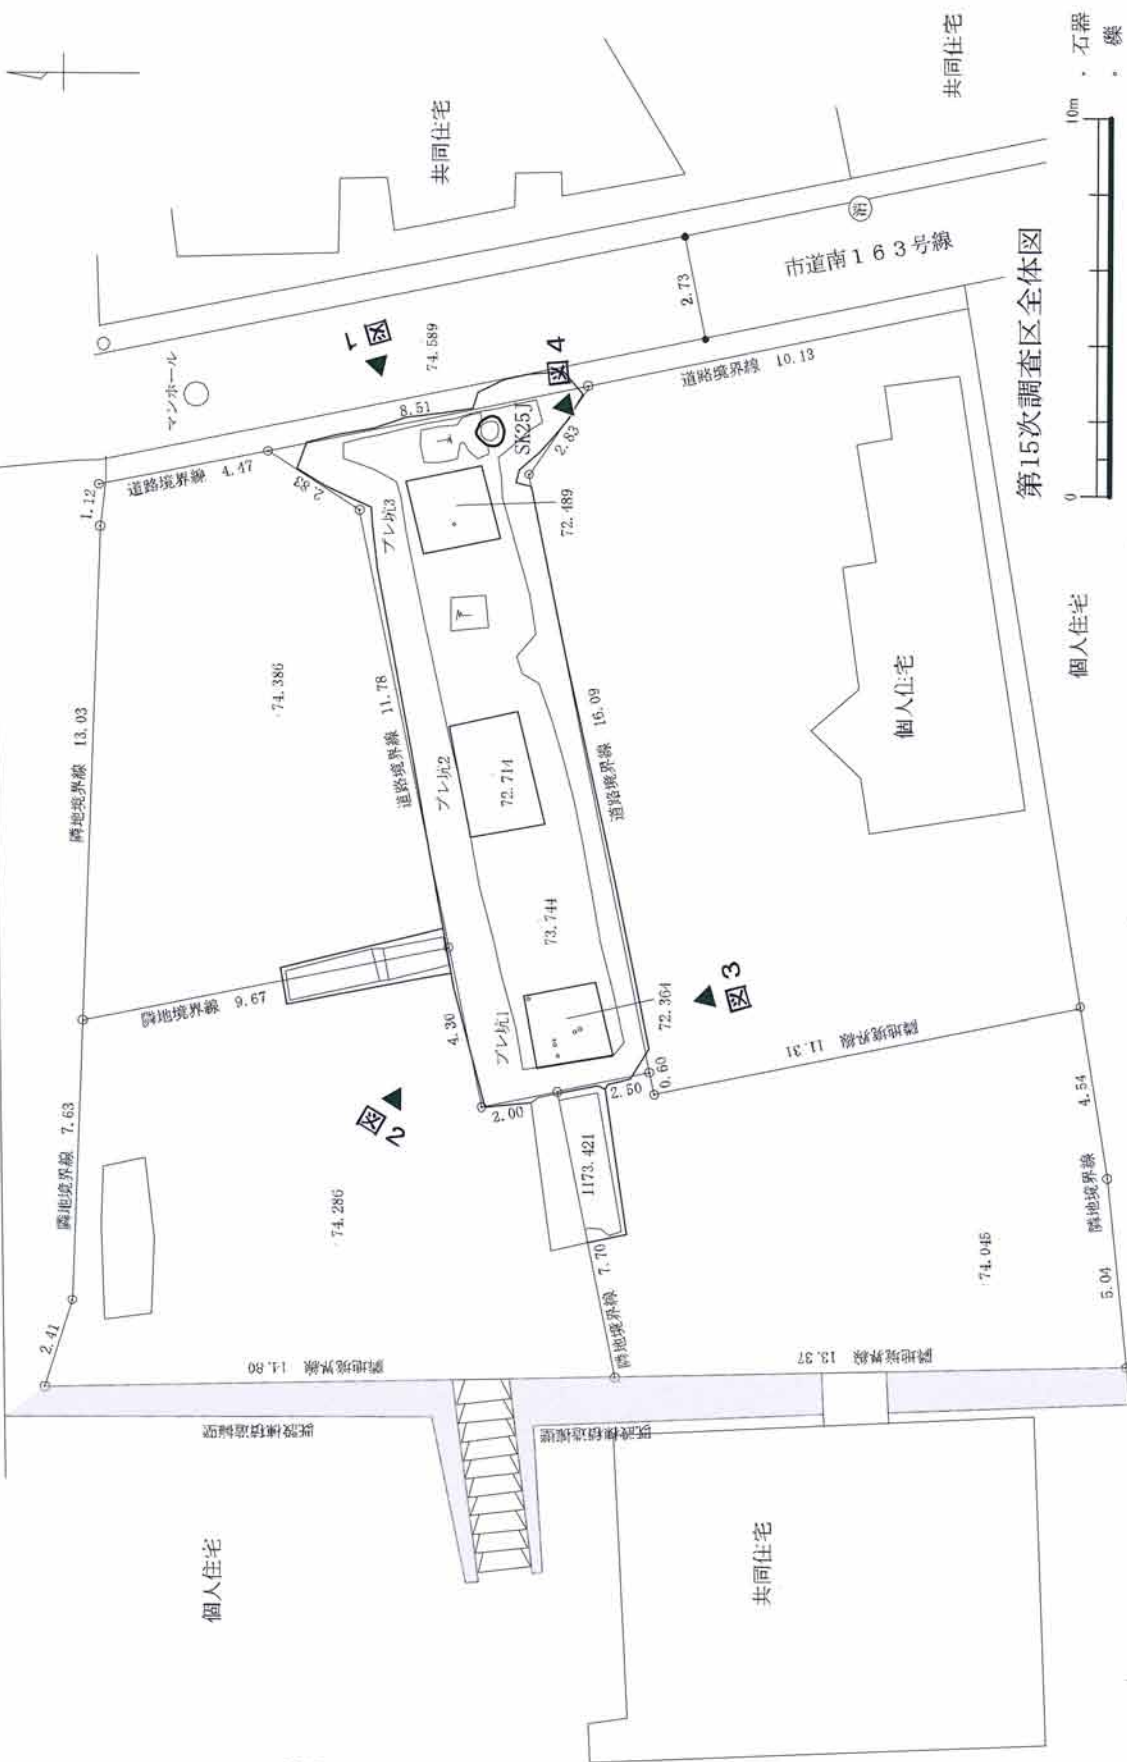 共同住宅
共同住宅
・石器
・礫
10m
0
第15次調査区全体図
市道南163号線
消
2.73
マンホール
図1
74.589
図4
道路境界線 10.13
8.51
SK25J
2.83
道路境界線 4.47
1.12
2.83
プレ坑3
72.489
隣地境界線 13.03
74.386
道路境界線 11.78
プレ坑2
72.714
道路境界線 16.09
73.744
個人住宅
個人住宅
隣地境界線 9.67
4.30
プレ坑1
72.364
図3
図2
隣地境界線 7.63
2.00
2.50
0.60
隣地境界線 11.31
4.54
1173.421
74.286
隣地境界線 7.70
74.045
隣地境界線
5.04
2.41
隣地境界線 14.80
隣地境界線 13.37
個人住宅
共同住宅